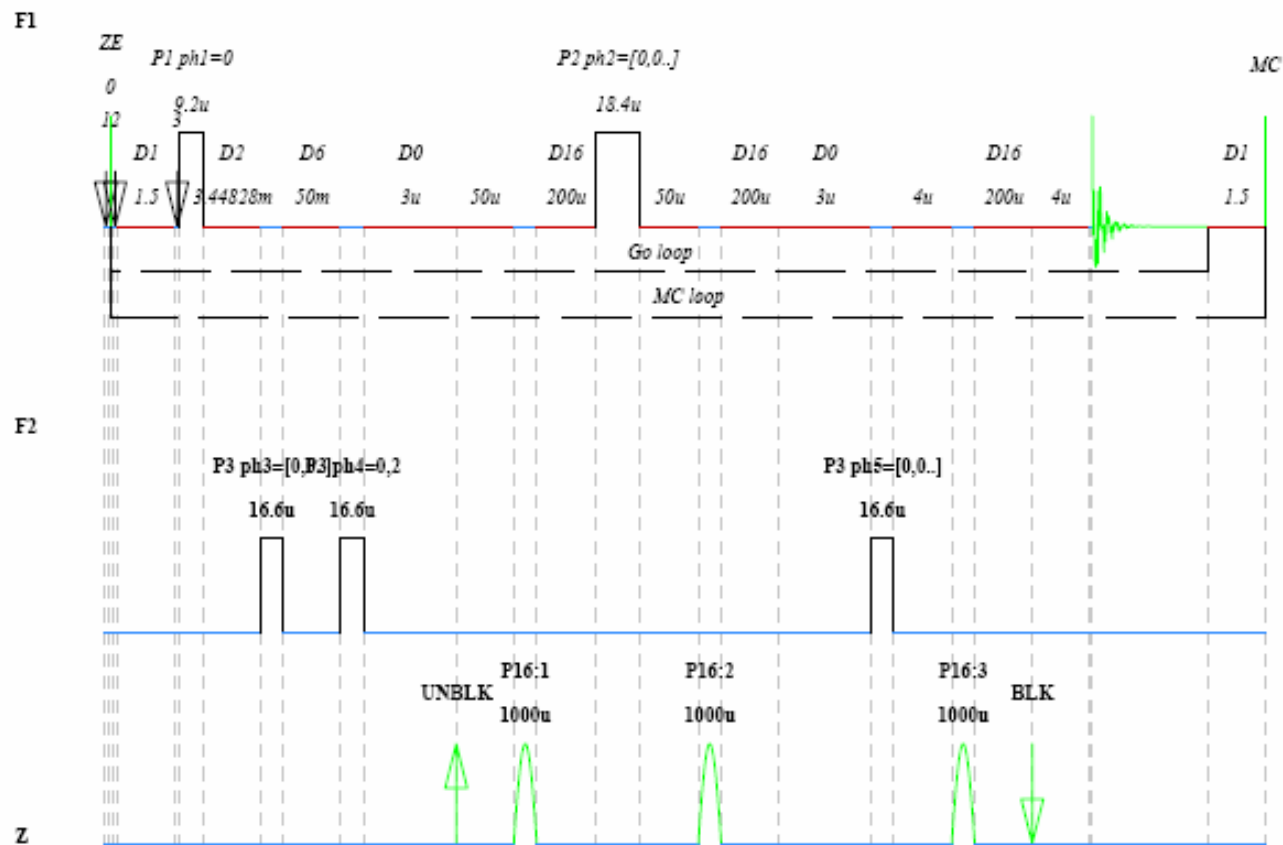 F1
ZE
P1 ph1=0
P2 ph2=[0,0..]
MC
0
9.2u
18.4u
12
3
D1
D2
D6
D0
D16
D16
D0
D16
D1
1.5
3.44828m
50m
3u
50u
200u
50u
200u
3u
4u
200u
4u
1.5
Go loop
MC loop
F2
P3 ph3=[0,
P3 ph4=0,2
P3 ph5=[0,0..]
16.6u
16.6u
16.6u
P16:1
P16:2
P16:3
UNBLK
BLK
1000u
1000u
1000u
Z